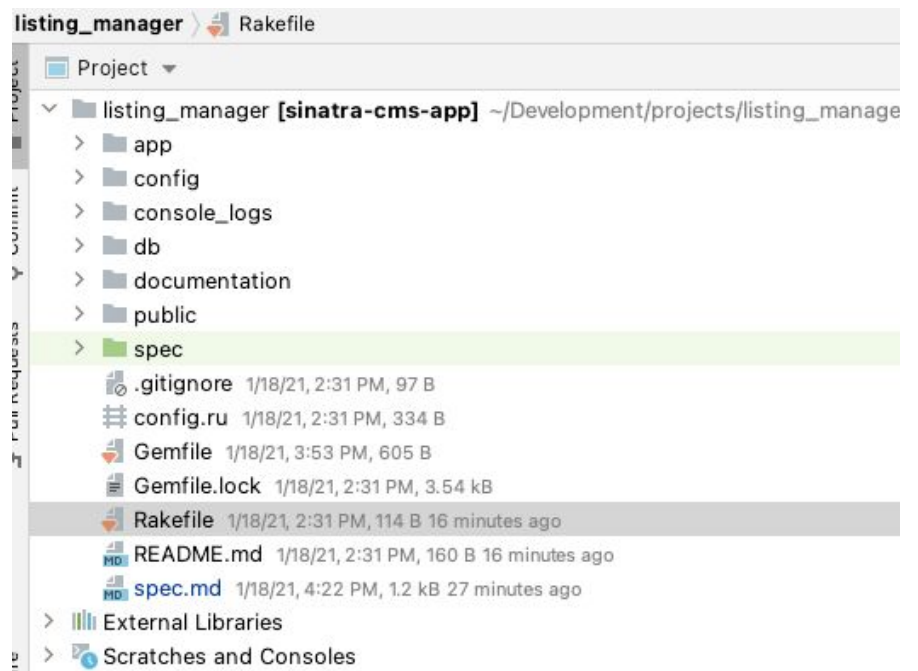 listing_manager Rakefile
Project
listing_manager [sinatra-cms-app] ~/Development/projects/listing_manage
app
config
console_logs
db
documentation
public
spec
.gitignore 1/18/21, 2:31 PM, 97 B
config.ru 1/18/21, 2:31 PM, 334 B
Gemfile 1/18/21, 3:53 PM, 605 B
Gemfile.lock 1/18/21, 2:31 PM, 3.54 kB
Rakefile 1/18/21, 2:31 PM, 114 B 16 minutes ago
MD README.md 1/18/21, 2:31 PM, 160 B 16 minutes ago
MD spec.md 1/18/21, 4:22 PM, 1.2 kB 27 minutes ago
External Libraries
Scratches and Consoles